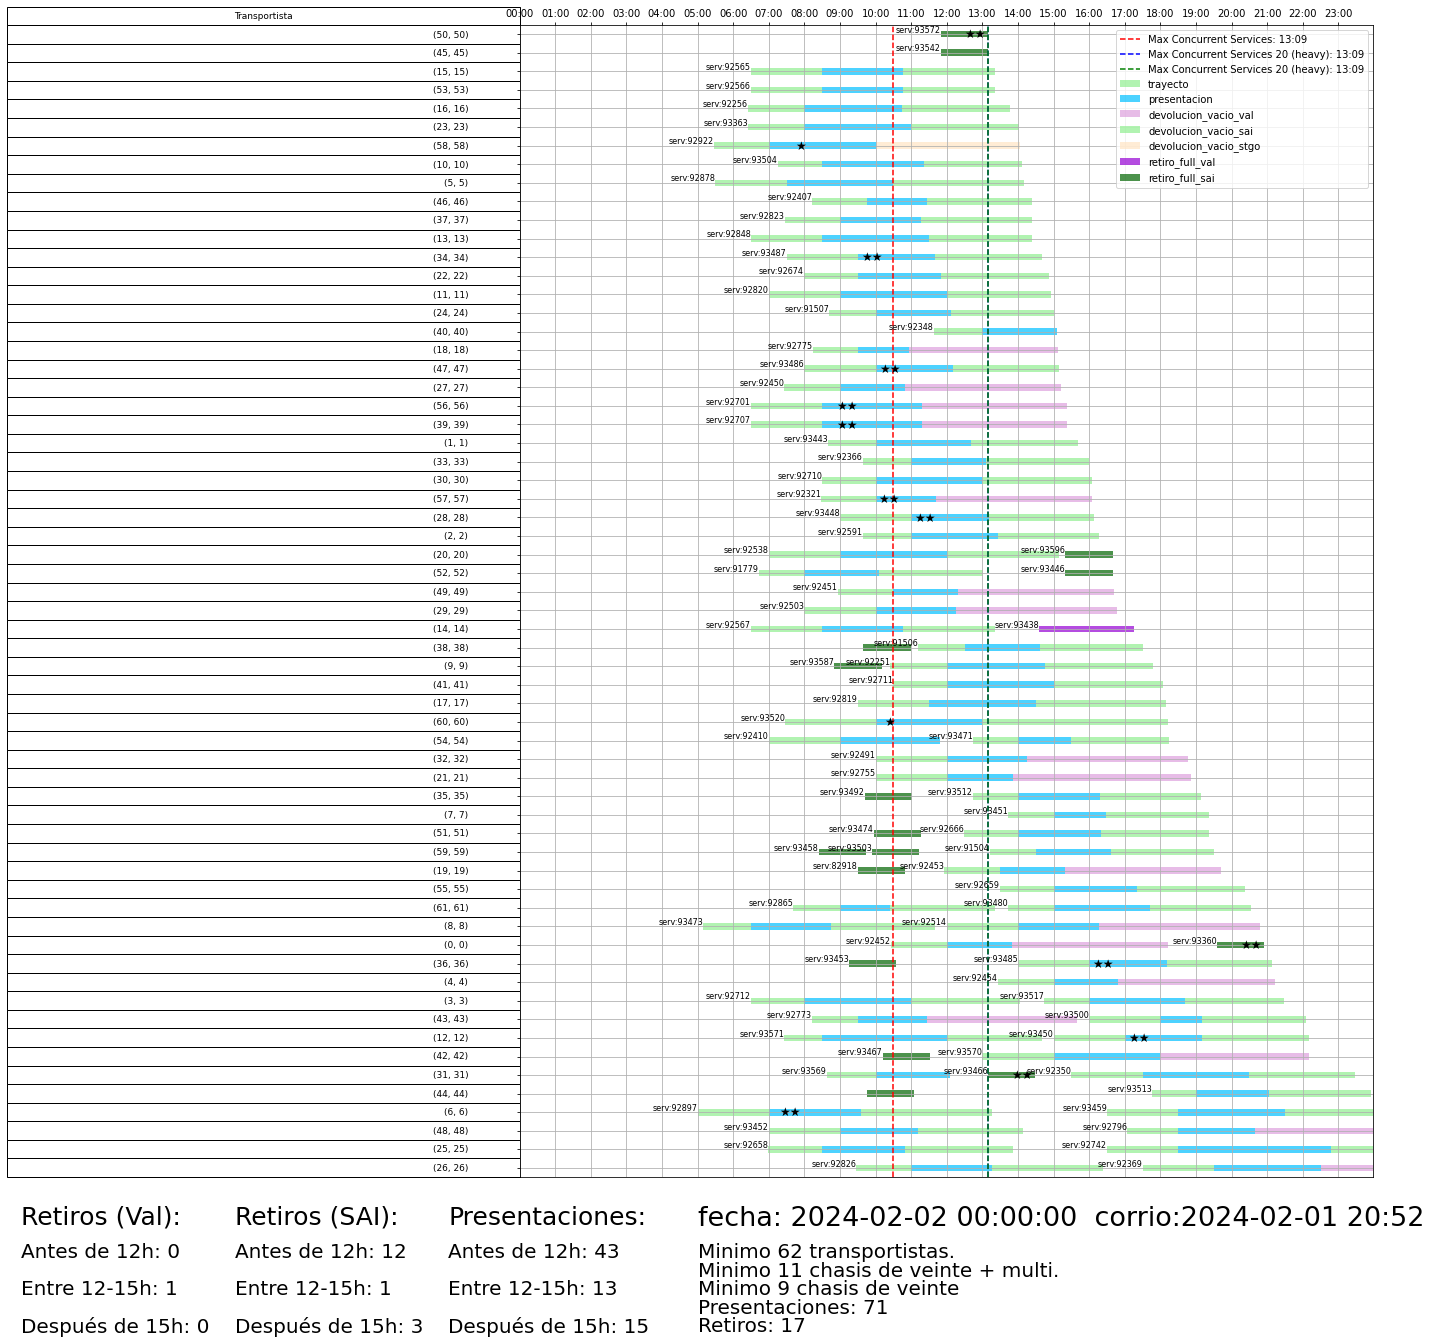 Transportista
00:00 01:00 02:00 03:00 04:00 05:00 06:00 07:00 08:00 09:00 10:00 11:00 12:00 13:00 14:00 15:00 16:00 17:00 18:00 19:00 20:00 21:00 22:00 23:00
Max Concurrent Services: 13:09
Max Concurrent Services 20 (heavy): 13:09
Max Concurrent Services 20 (heavy): 13:09
trayecto
presentacion
devolucion_vacio_val
devolucion_vacio_sai
devolucion_vacio_stgo
retiro_full_val
retiro_full_sai
(50, 50) serv:93572
(45, 45) serv:93542
(15, 15) serv:92565
(53, 53) serv:92566
(16, 16) serv:92256
(23, 23) serv:93363
(58, 58) serv:92922
(10, 10) serv:93504
(5, 5) serv:92878
(46, 46) serv:92407
(37, 37) serv:92823
(13, 13) serv:92848
(34, 34) serv:93487
(22, 22) serv:92674
(11, 11) serv:92820
(24, 24) serv:91507
(40, 40) serv:92348
(18, 18) serv:92775
(47, 47) serv:93486
(27, 27) serv:92450
(56, 56) serv:92701
(39, 39) serv:92707
(1, 1) serv:93443
(33, 33) serv:92366
(30, 30) serv:92710
(57, 57) serv:92321
(28, 28) serv:93448
(2, 2) serv:92591
(20, 20) serv:92538 serv:93596
(52, 52) serv:91779 serv:93446
(49, 49) serv:92451
(29, 29) serv:92503
(14, 14) serv:92567 serv:93438
(38, 38) serv:91506
(9, 9) serv:93587 serv:92251
(41, 41) serv:92711
(17, 17) serv:92819
(60, 60) serv:93520
(54, 54) serv:92410 serv:93471
(32, 32) serv:92491
(21, 21) serv:92755
(35, 35) serv:93492 serv:93512
(7, 7) serv:93451
(51, 51) serv:93474 serv:92666
(59, 59) serv:93458 serv:93503 serv:91504
(19, 19) serv:82918 serv:92453
(55, 55) serv:92659
(61, 61) serv:92865 serv:93480
(8, 8) serv:93473 serv:92514
(0, 0) serv:92452 serv:93360
(36, 36) serv:93453 serv:93485
(4, 4) serv:92454
(3, 3) serv:92712 serv:93517
(43, 43) serv:92773 serv:93500
(12, 12) serv:93571 serv:93450
(42, 42) serv:93467 serv:93570
(31, 31) serv:93569 serv:93466 serv:92350
(44, 44) serv:93513
(6, 6) serv:92897 serv:93459
(48, 48) serv:93452 serv:92796
(25, 25) serv:92658 serv:92742
(26, 26) serv:92826 serv:92369
Retiros (Val):
Antes de 12h: 0
Entre 12-15h: 1
Después de 15h: 0
Retiros (SAI):
Antes de 12h: 12
Entre 12-15h: 1
Después de 15h: 3
Presentaciones:
Antes de 12h: 43
Entre 12-15h: 13
Después de 15h: 15
fecha: 2024-02-02 00:00:00 corrio:2024-02-01 20:52
Minimo 62 transportistas.
Minimo 11 chasis de veinte + multi.
Minimo 9 chasis de veinte
Presentaciones: 71
Retiros: 17